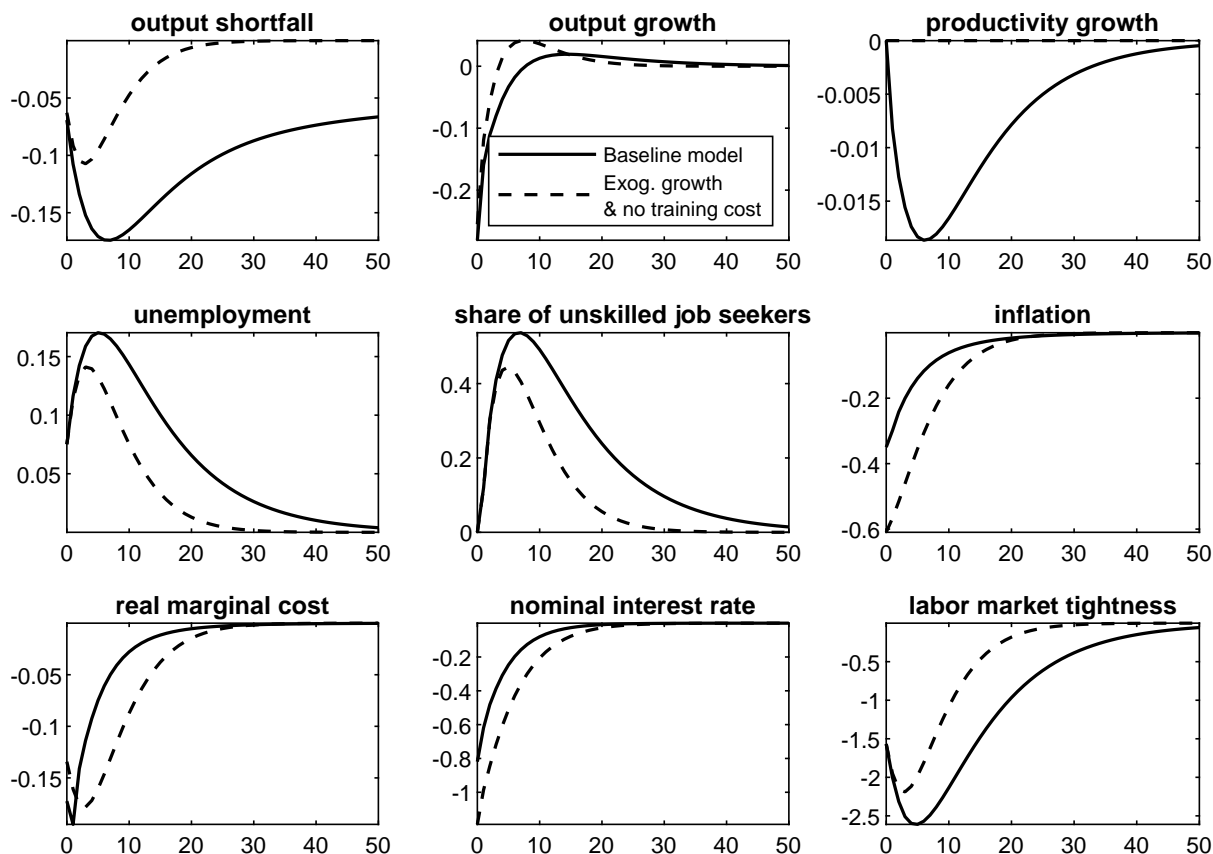 output shortfall
output growth
productivity growth
-0.05
-0.1
-0.15
0 10 20 30 40 50
0
-0.1
-0.2
0 10 20 30 40 50
Baseline model
Exog. growth
& no training cost
0
-0.005
-0.01
-0.015
0 10 20 30 40 50
unemployment
share of unskilled job seekers
inflation
0.15
0.1
0.05
0 10 20 30 40 50
0.4
0.2
0
0 10 20 30 40 50
-0.2
-0.4
-0.6
0 10 20 30 40 50
real marginal cost
nominal interest rate
labor market tightness
-0.05
-0.1
-0.15
0 10 20 30 40 50
-0.2
-0.4
-0.6
-0.8
-1
0 10 20 30 40 50
-0.5
-1
-1.5
-2
-2.5
0 10 20 30 40 50